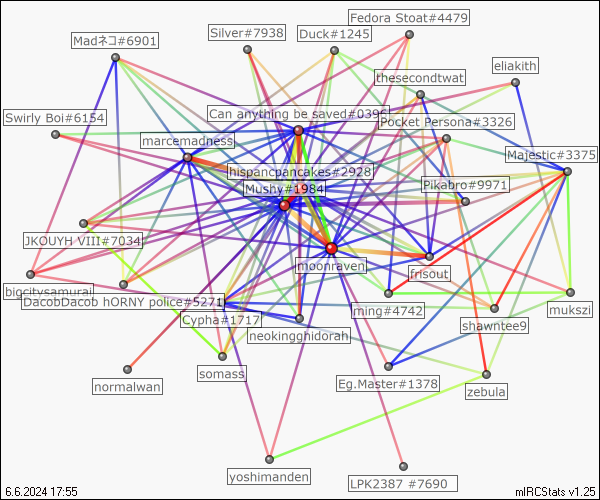 Fedora Stoat#4479
Silver#7938
Duck#1245
Madネコ#6901
eliakith
thesecondtwat
Can anything be saved#0396
Swirly Boi#6154
Pocket Persona#3326
marcemadness
Majestic#3375
hispancpancakes#2928
Mushy#1984
Pikabro#9971
JKOUYH VIII#7034
moonraven
frisout
bigcitysamurai
DacobDacob hORNY police#5271
ming#4742
mukszi
Cypha#1717
shawntee9
neokingghidorah
somass
normalwan
Eg.Master#1378
zebula
yoshimanden
LPK2387 #7690
6.6.2024 17:55
mIRCStats v1.25